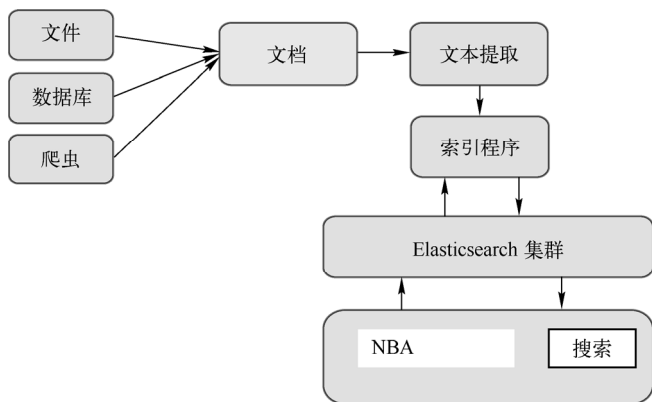 文件
数据库
爬虫
文档
文本提取
索引程序
Elasticsearch 集群
NBA
搜索